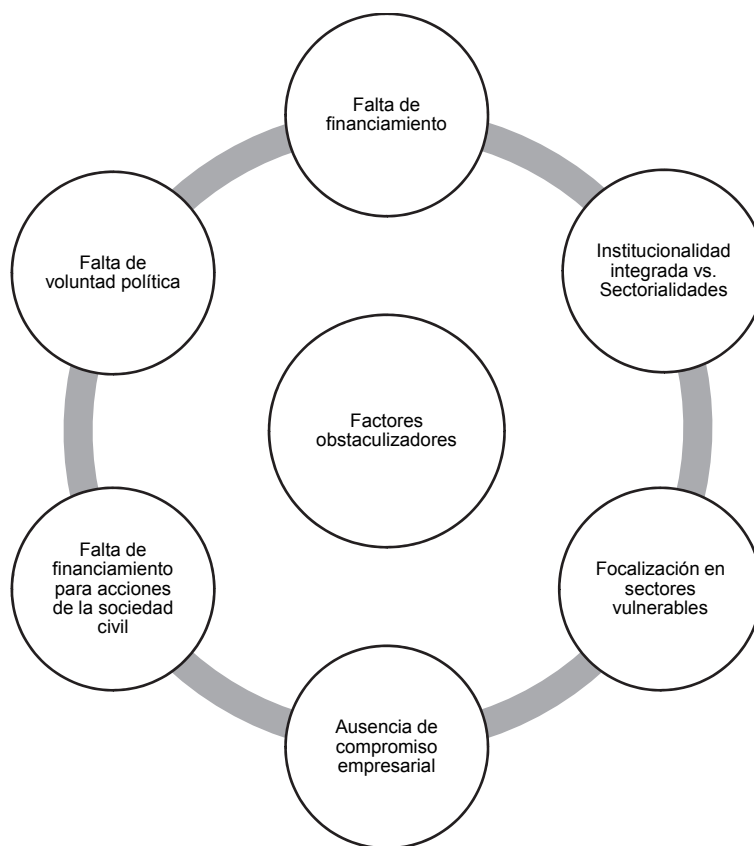 Falta de
financiamiento
Institucionalidad
integrada vs.
Sectorialidades
Focalización en
sectores
vulnerables
Ausencia de
compromiso
empresarial
Falta de
financiamiento
para acciones
de la sociedad
civil
Falta de
voluntad política
Factores
obstaculizadores